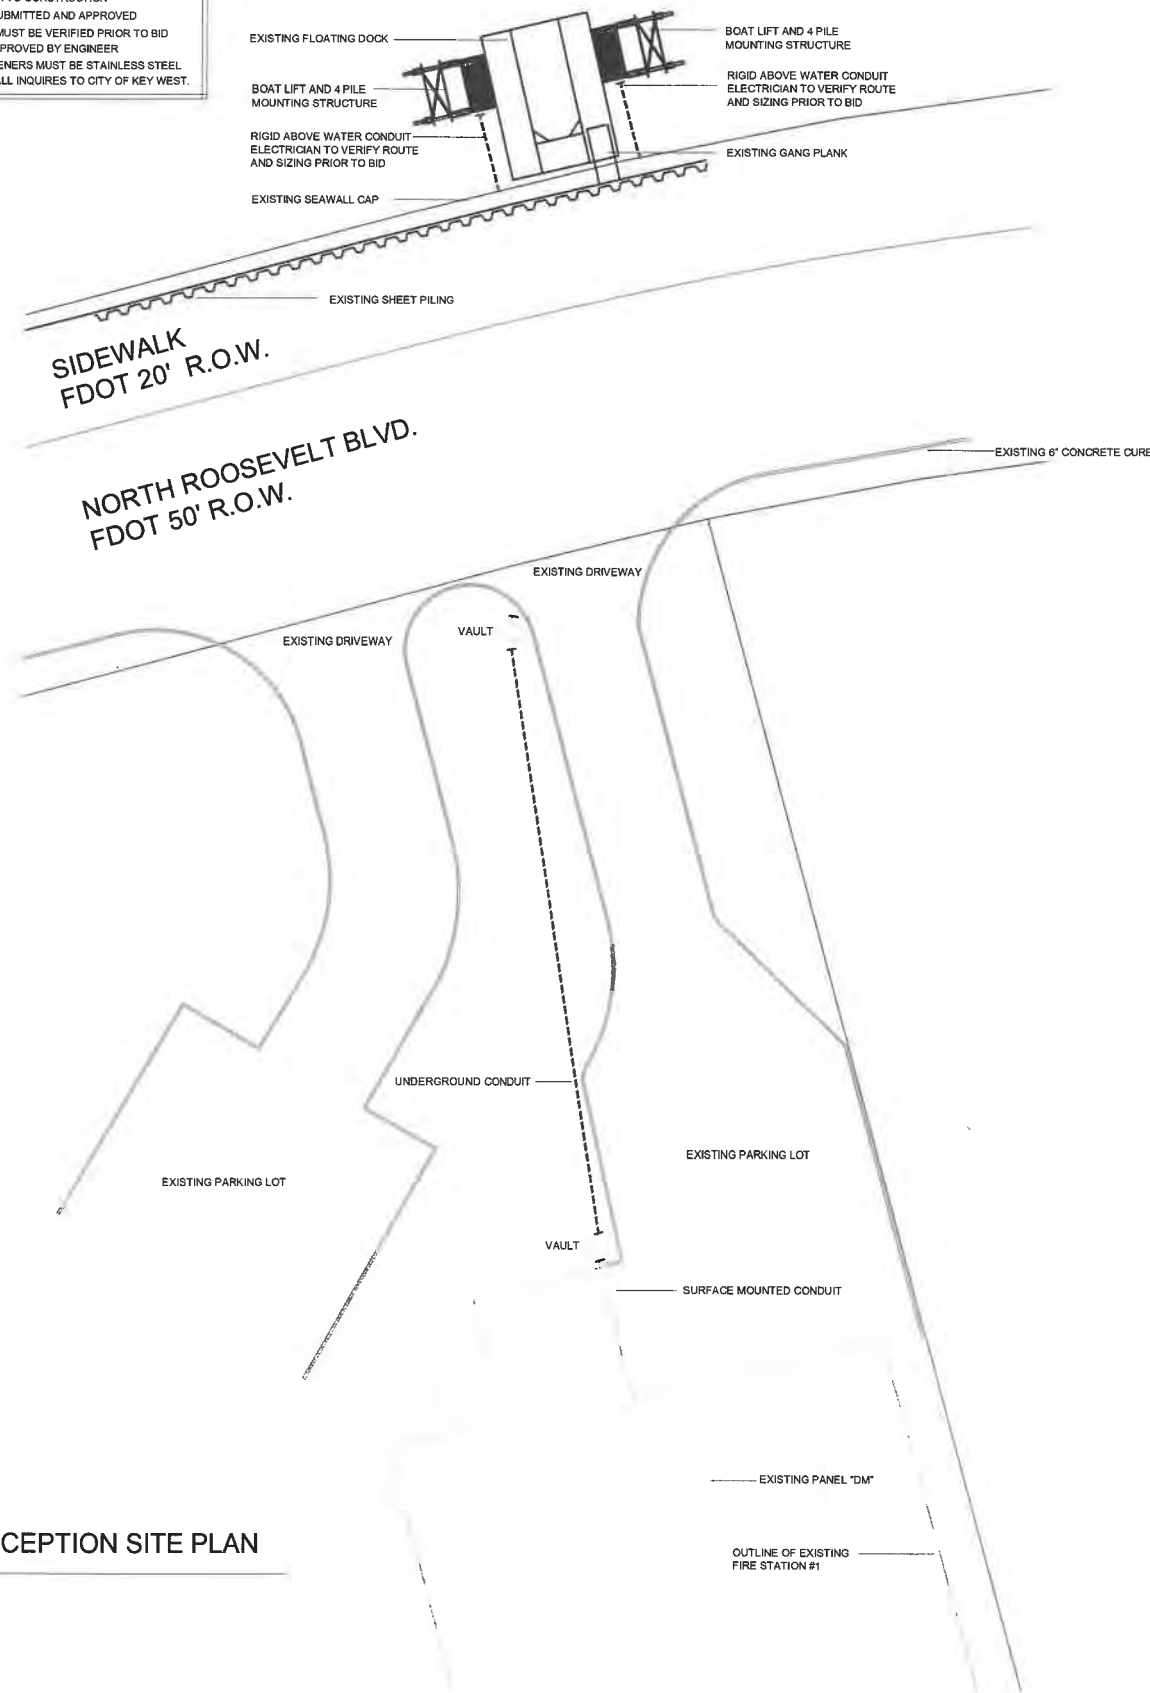 UBMITTED AND APPROVED
MUST BE VERIFIED PRIOR TO BID
PROVED BY ENGINEER
ENERS MUST BE STAINLESS STEEL
ALL INQUIRES TO CITY OF KEY WEST.
EXISTING FLOATING DOCK
BOAT LIFT AND 4 PILE
MOUNTING STRUCTURE
BOAT LIFT AND 4 PILE
MOUNTING STRUCTURE
RIGID ABOVE WATER CONDUIT
ELECTRICIAN TO VERIFY ROUTE
AND SIZING PRIOR TO BID
RIGID ABOVE WATER CONDUIT
ELECTRICIAN TO VERIFY ROUTE
AND SIZING PRIOR TO BID
EXISTING GANG PLANK
EXISTING SEAWALL CAP
EXISTING SHEET PILING
SIDEWALK
FDOT 20' R.O.W.
NORTH ROOSEVELT BLVD.
FDOT 50' R.O.W.
EXISTING 6" CONCRETE CURB
EXISTING DRIVEWAY
EXISTING DRIVEWAY
VAULT
UNDERGROUND CONDUIT
EXISTING PARKING LOT
EXISTING PARKING LOT
VAULT
SURFACE MOUNTED CONDUIT
EXISTING PANEL "DM"
CEPTION SITE PLAN
OUTLINE OF EXISTING
FIRE STATION #1